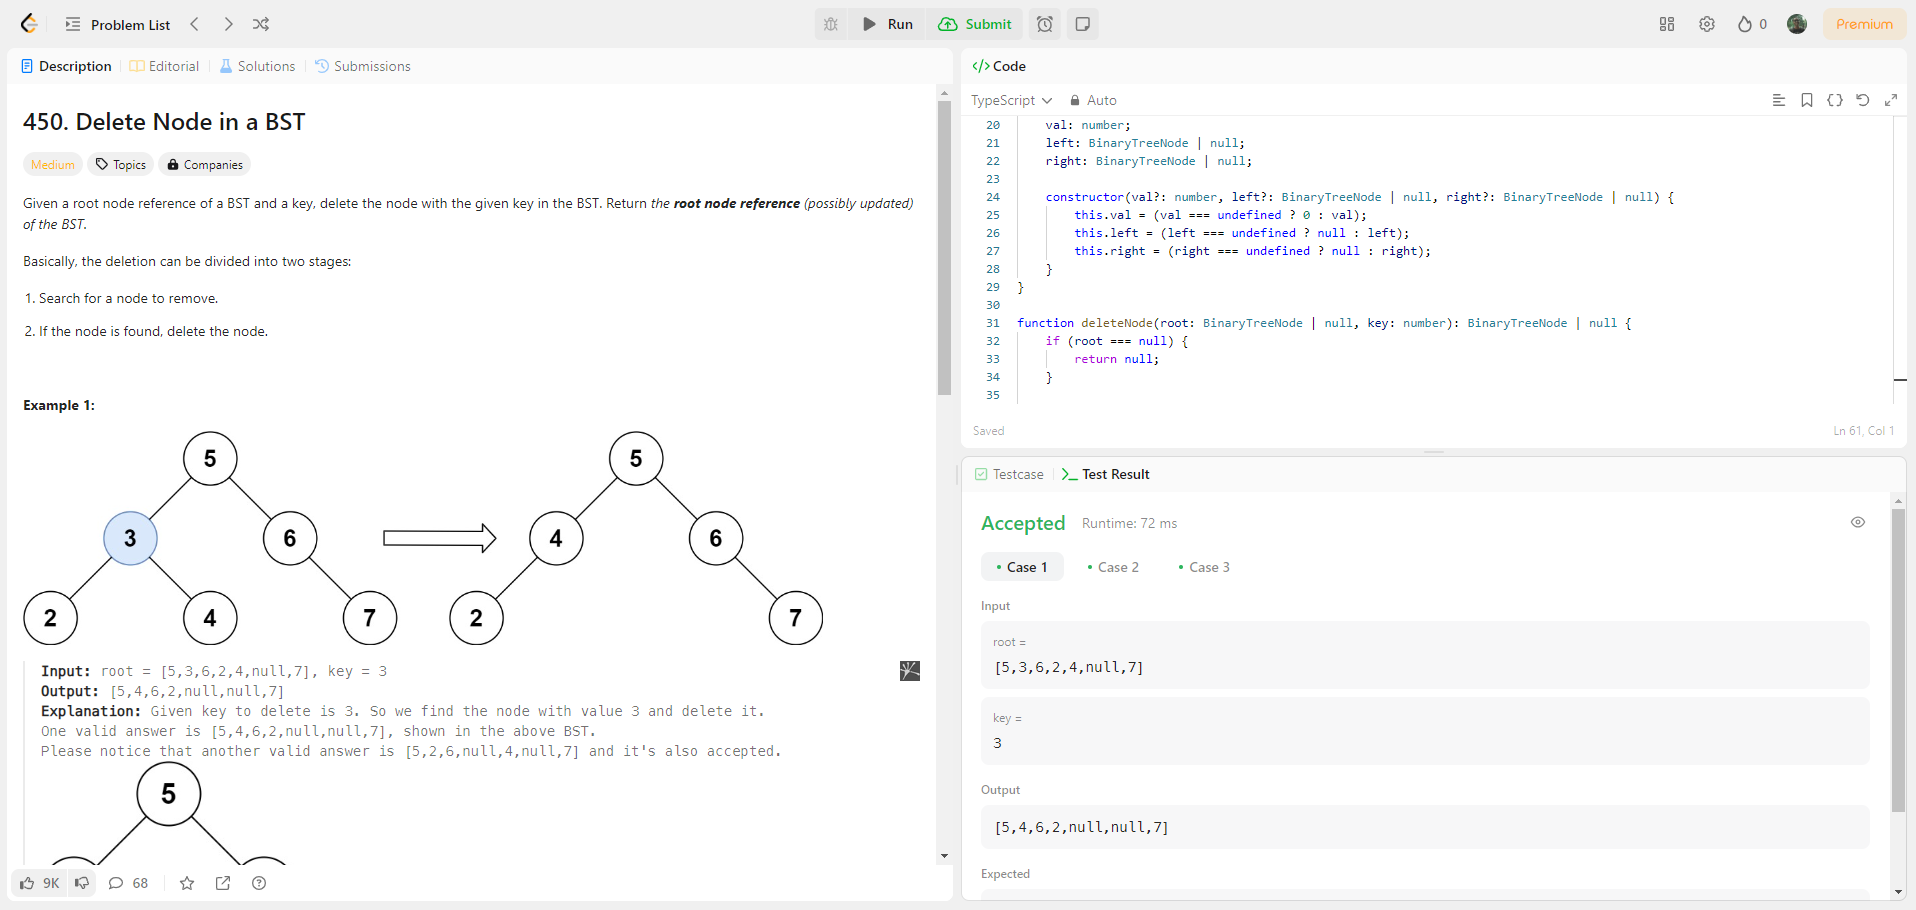 Problem List
Run
Submit
0
Premium
Description
Editorial
Solutions
Submissions
450. Delete Node in a BST
Medium
Topics
Companies
Given a root node reference of a BST and a key, delete the node with the given key in the BST. Return the root node reference (possibly updated)
of the BST.
Basically, the deletion can be divided into two stages:
1. Search for a node to remove.
2. If the node is found, delete the node.
Example 1:
5
3
6
2
4
7
5
4
6
2
7
Input: root = [5,3,6,2,4,null,7], key = 3
Output: [5,4,6,2,null,null,7]
Explanation: Given key to delete is 3. So we find the node with value 3 and delete it.
One valid answer is [5,4,6,2,null,null,7], shown in the above BST.
Please notice that another valid answer is [5,2,6,null,4,null,7] and it's also accepted.
5
9K
68
Code
TypeScript
Auto
20 val: number;
21 left: BinaryTreeNode | null;
22 right: BinaryTreeNode | null;
23
24 constructor(val?: number, left?: BinaryTreeNode | null, right?: BinaryTreeNode | null) {
25 this.val = (val === undefined ? 0 : val);
26 this.left = (left === undefined ? null : left);
27 this.right = (right === undefined ? null : right);
28 }
29 }
30
31 function deleteNode(root: BinaryTreeNode | null, key: number): BinaryTreeNode | null {
32 if (root === null) {
33 return null;
34 }
35
Saved
Ln 61, Col 1
Testcase
Test Result
Accepted
Runtime: 72 ms
Case 1
Case 2
Case 3
Input
root =
[5,3,6,2,4,null,7]
key =
3
Output
[5,4,6,2,null,null,7]
Expected